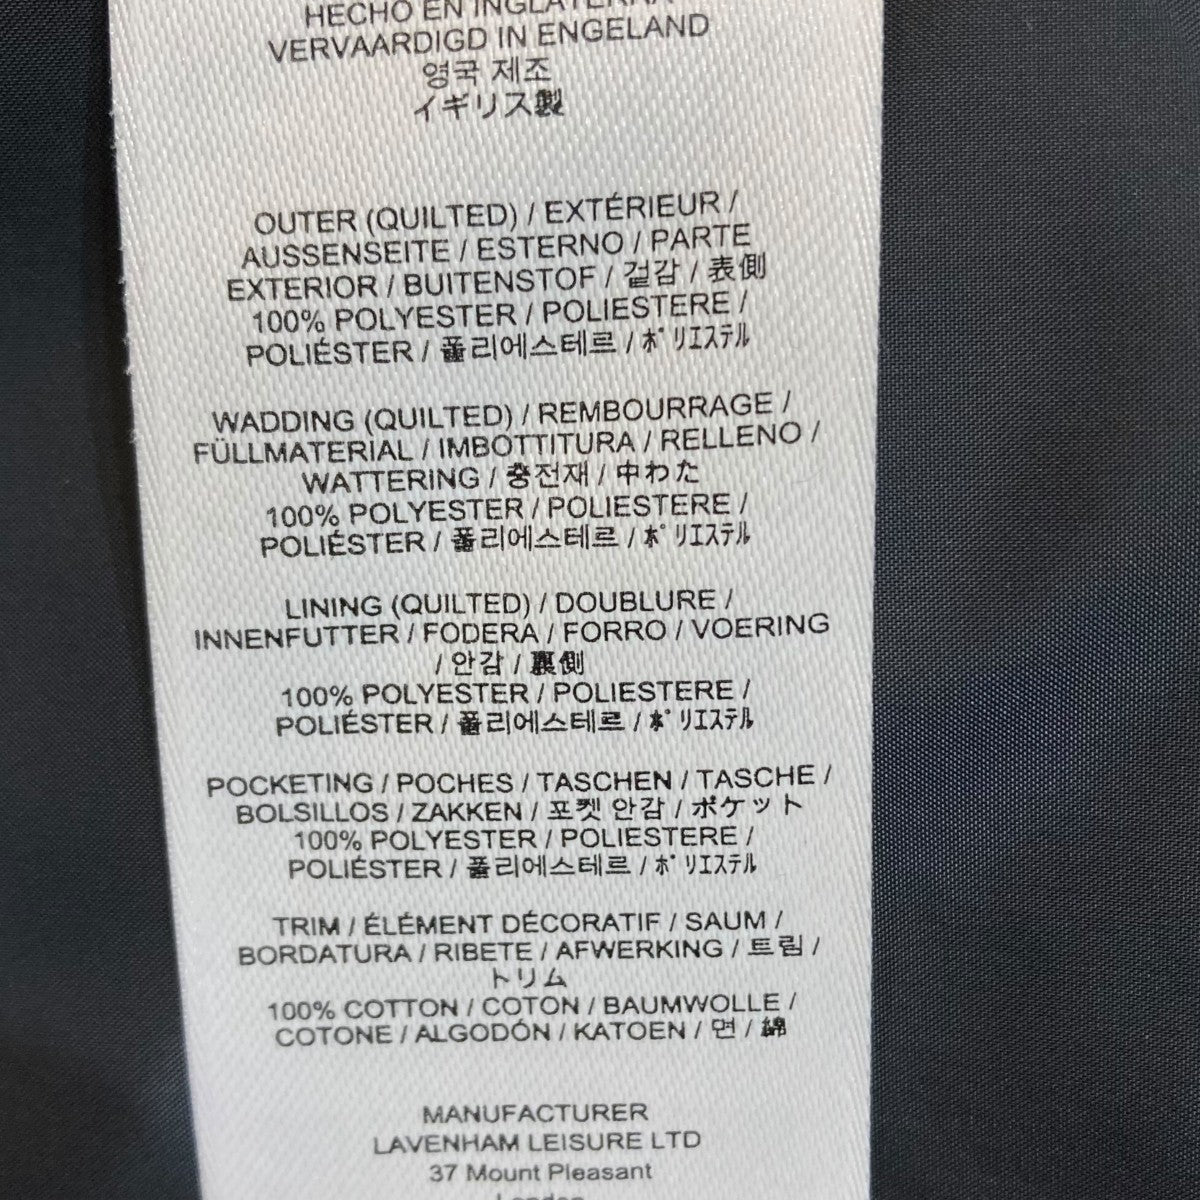 HECHO EN INGLATERRA
VERVAARDIGD IN ENGELAND
영국 제조
イギリス製
OUTER (QUILTED) / EXTÉRIEUR /
AUSSENSEITE / ESTERNO / PARTE
EXTERIOR / BUITENSTOF / 겉감 / 表側
100% POLYESTER / POLIESTERE /
POLIÉSTER / 폴리에스테르 / ﾎﾟﾘｴｽﾃﾙ
WADDING (QUILTED) / REMBOURRAGE /
FÜLLMATERIAL / IMBOTTITURA / RELLENO /
WATTERING / 충전재 / 中わた
100% POLYESTER / POLIESTERE /
POLIÉSTER / 폴리에스테르 / ﾎﾟﾘｴｽﾃﾙ
LINING (QUILTED) / DOUBLURE /
INNENFUTTER / FODERA / FORRO / VOERING
/ 안감 / 裏側
100% POLYESTER / POLIESTERE /
POLIÉSTER / 폴리에스테르 / ﾎﾟﾘｴｽﾃﾙ
POCKETING / POCHES / TASCHEN / TASCHE /
BOLSILLOS / ZAKKEN / 포켓 안감 / ポケット
100% POLYESTER / POLIESTERE /
POLIÉSTER / 폴리에스테르 / ﾎﾟﾘｴｽﾃﾙ
TRIM / ÉLÉMENT DÉCORATIF / SAUM /
BORDATURA / RIBETE / AFWERKING / 트림 /
トリム
100% COTTON / COTON / BAUMWOLLE /
COTONE / ALGODÓN / KATOEN / 면 / 綿
MANUFACTURER
LAVENHAM LEISURE LTD
37 Mount Pleasant
London